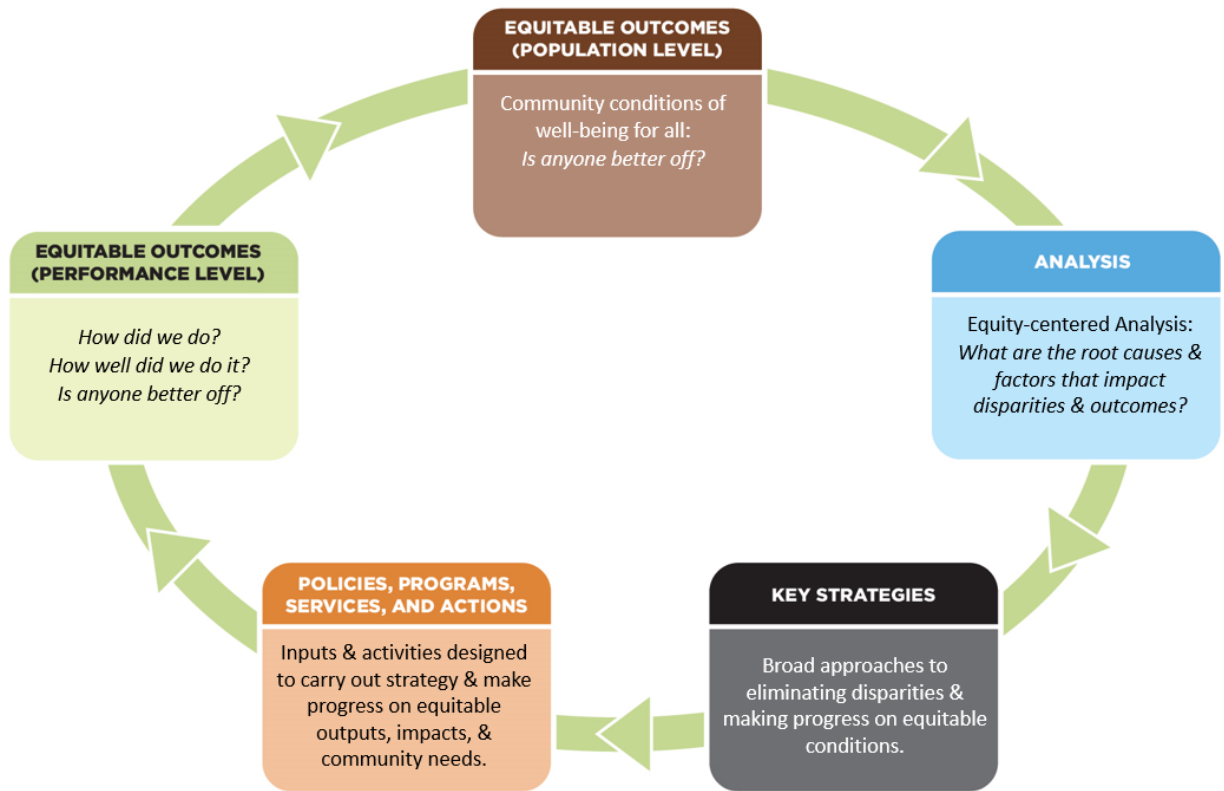 EQUITABLE OUTCOMES
(POPULATION LEVEL)
Community conditions of
well-being for all:
Is anyone better off?
ANALYSIS
Equity-centered Analysis:
What are the root causes &
factors that impact
disparities & outcomes?
KEY STRATEGIES
Broad approaches to
eliminating disparities &
making progress on equitable
conditions.
POLICIES, PROGRAMS,
SERVICES, AND ACTIONS
Inputs & activities designed
to carry out strategy & make
progress on equitable
outputs, impacts, &
community needs.
EQUITABLE OUTCOMES
(PERFORMANCE LEVEL)
How did we do?
How well did we do it?
Is anyone better off?